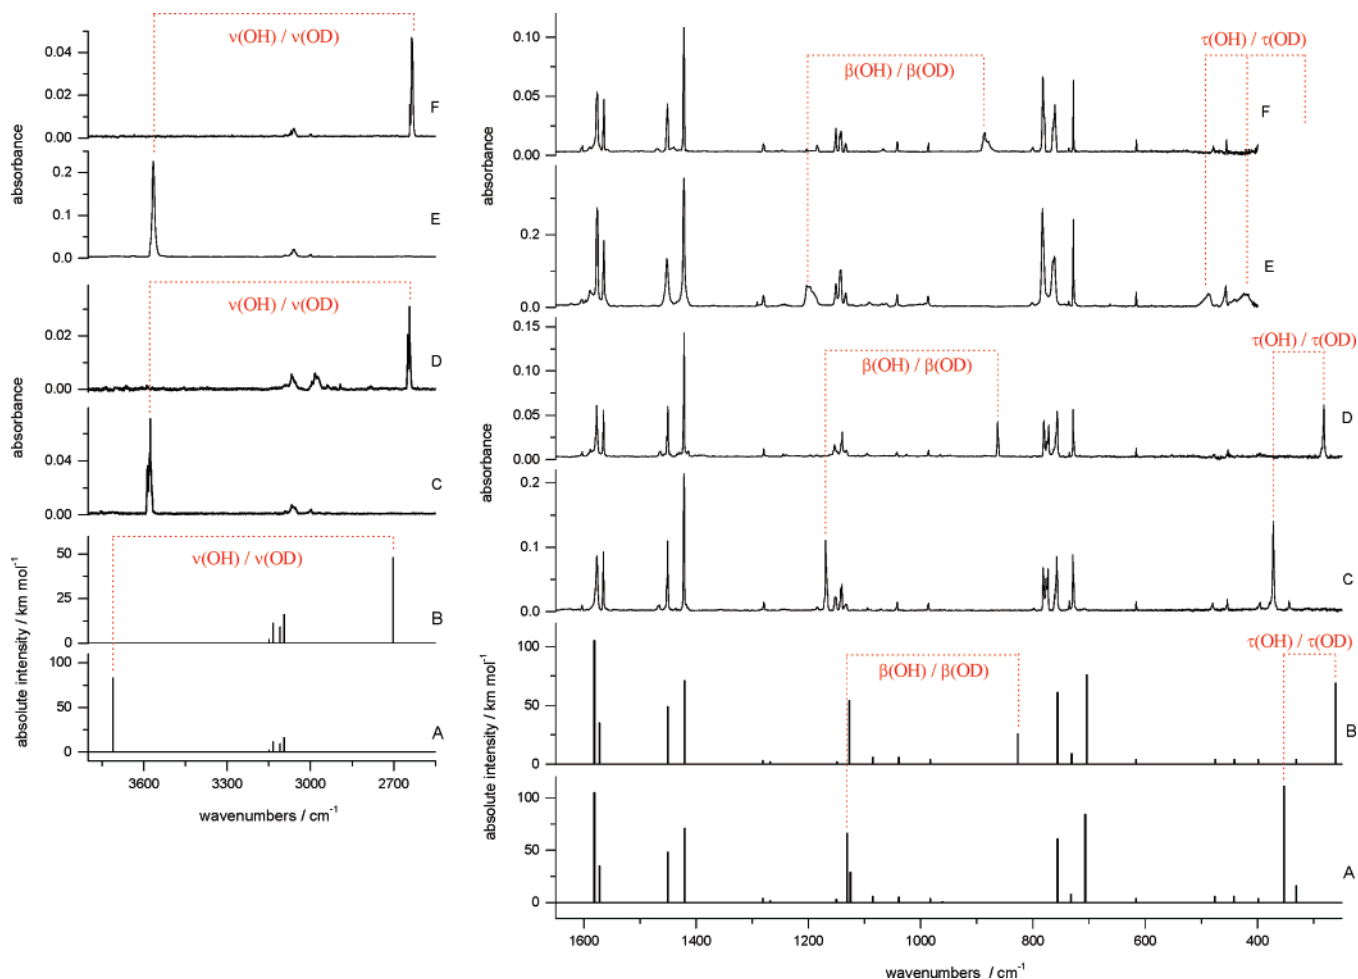 ν(OH) / ν(OD)
0.04
0.02
0.00
F
absorbance
0.2
0.1
0.0
E
ν(OH) / ν(OD)
0.02
0.00
D
absorbance
0.04
0.00
C
ν(OH) / ν(OD)
50
25
0
B
100
50
0
A
absolute intensity / km mol⁻¹
3600
3300
3000
2700
wavenumbers / cm⁻¹
τ(OH) / τ(OD)
β(OH) / β(OD)
0.10
0.05
0.00
F
absorbance
0.2
0.0
E
τ(OH) / τ(OD)
β(OH) / β(OD)
0.15
0.10
0.05
0.00
D
absorbance
0.2
0.1
0.0
C
τ(OH) / τ(OD)
β(OH) / β(OD)
100
50
0
B
100
50
0
A
absolute intensity / km mol⁻¹
1600
1400
1200
1000
800
600
400
wavenumbers / cm⁻¹